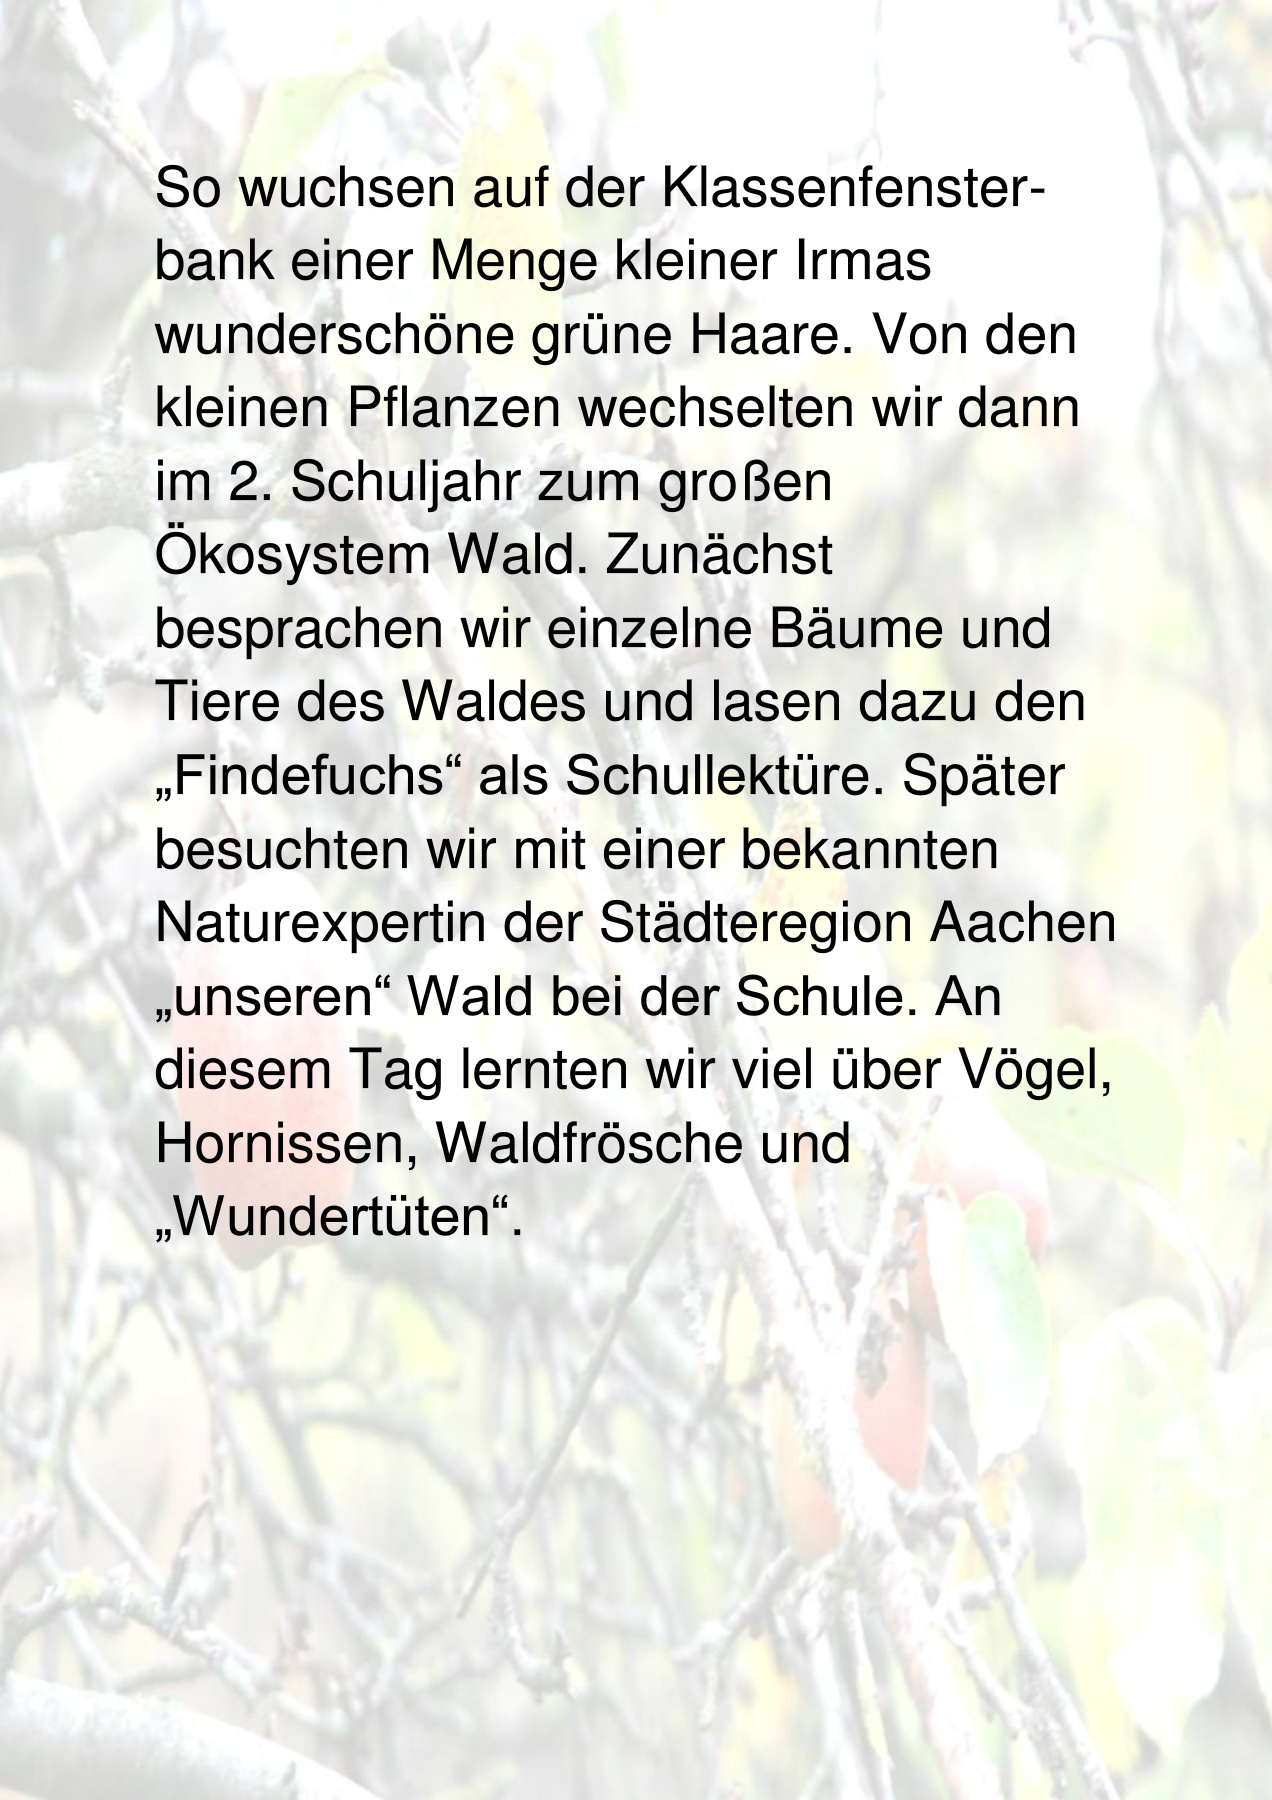 So wuchsen auf der Klassenfenster-
bank einer Menge kleiner Irmas
wunderschöne grüne Haare. Von den
kleinen Pflanzen wechselten wir dann
im 2. Schuljahr zum großen
Ökosystem Wald. Zunächst
besprachen wir einzelne Bäume und
Tiere des Waldes und lasen dazu den
„Findefuchs“ als Schullektüre. Später
besuchten wir mit einer bekannten
Naturexpertin der Städteregion Aachen
„unseren“ Wald bei der Schule. An
diesem Tag lernten wir viel über Vögel,
Hornissen, Waldfrösche und
„Wundertüten“.